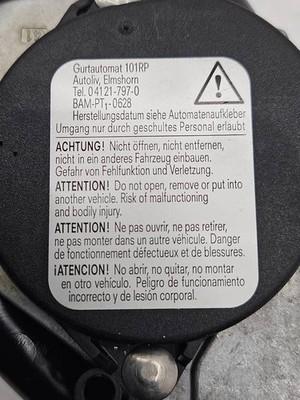 Gurtautomat 101RP
Autoliv, Elmshorn
Tel. 04121-797-0
BAM-PT₁-0628
Herstellungsdatum siehe Automatenaufkleber
Umgang nur durch geschultes Personal erlaubt
ACHTUNG! Nicht öffnen, nicht entfernen,
nicht in ein anderes Fahrzeug einbauen.
Gefahr von Fehlfunktion und Verletzung.
ATTENTION! Do not open, remove or put into
another vehicle. Risk of malfunctioning
and bodily injury.
ATTENTION! Ne pas ouvrir, ne pas retirer,
ne pas monter dans un autre véhicule. Danger
de fonctionnement défectueux et de blessures.
¡ATENCION! No abrir, no quitar, no montar
en otro vehículo. Peligro de funcionamiento
incorrecto y de lesión corporal.